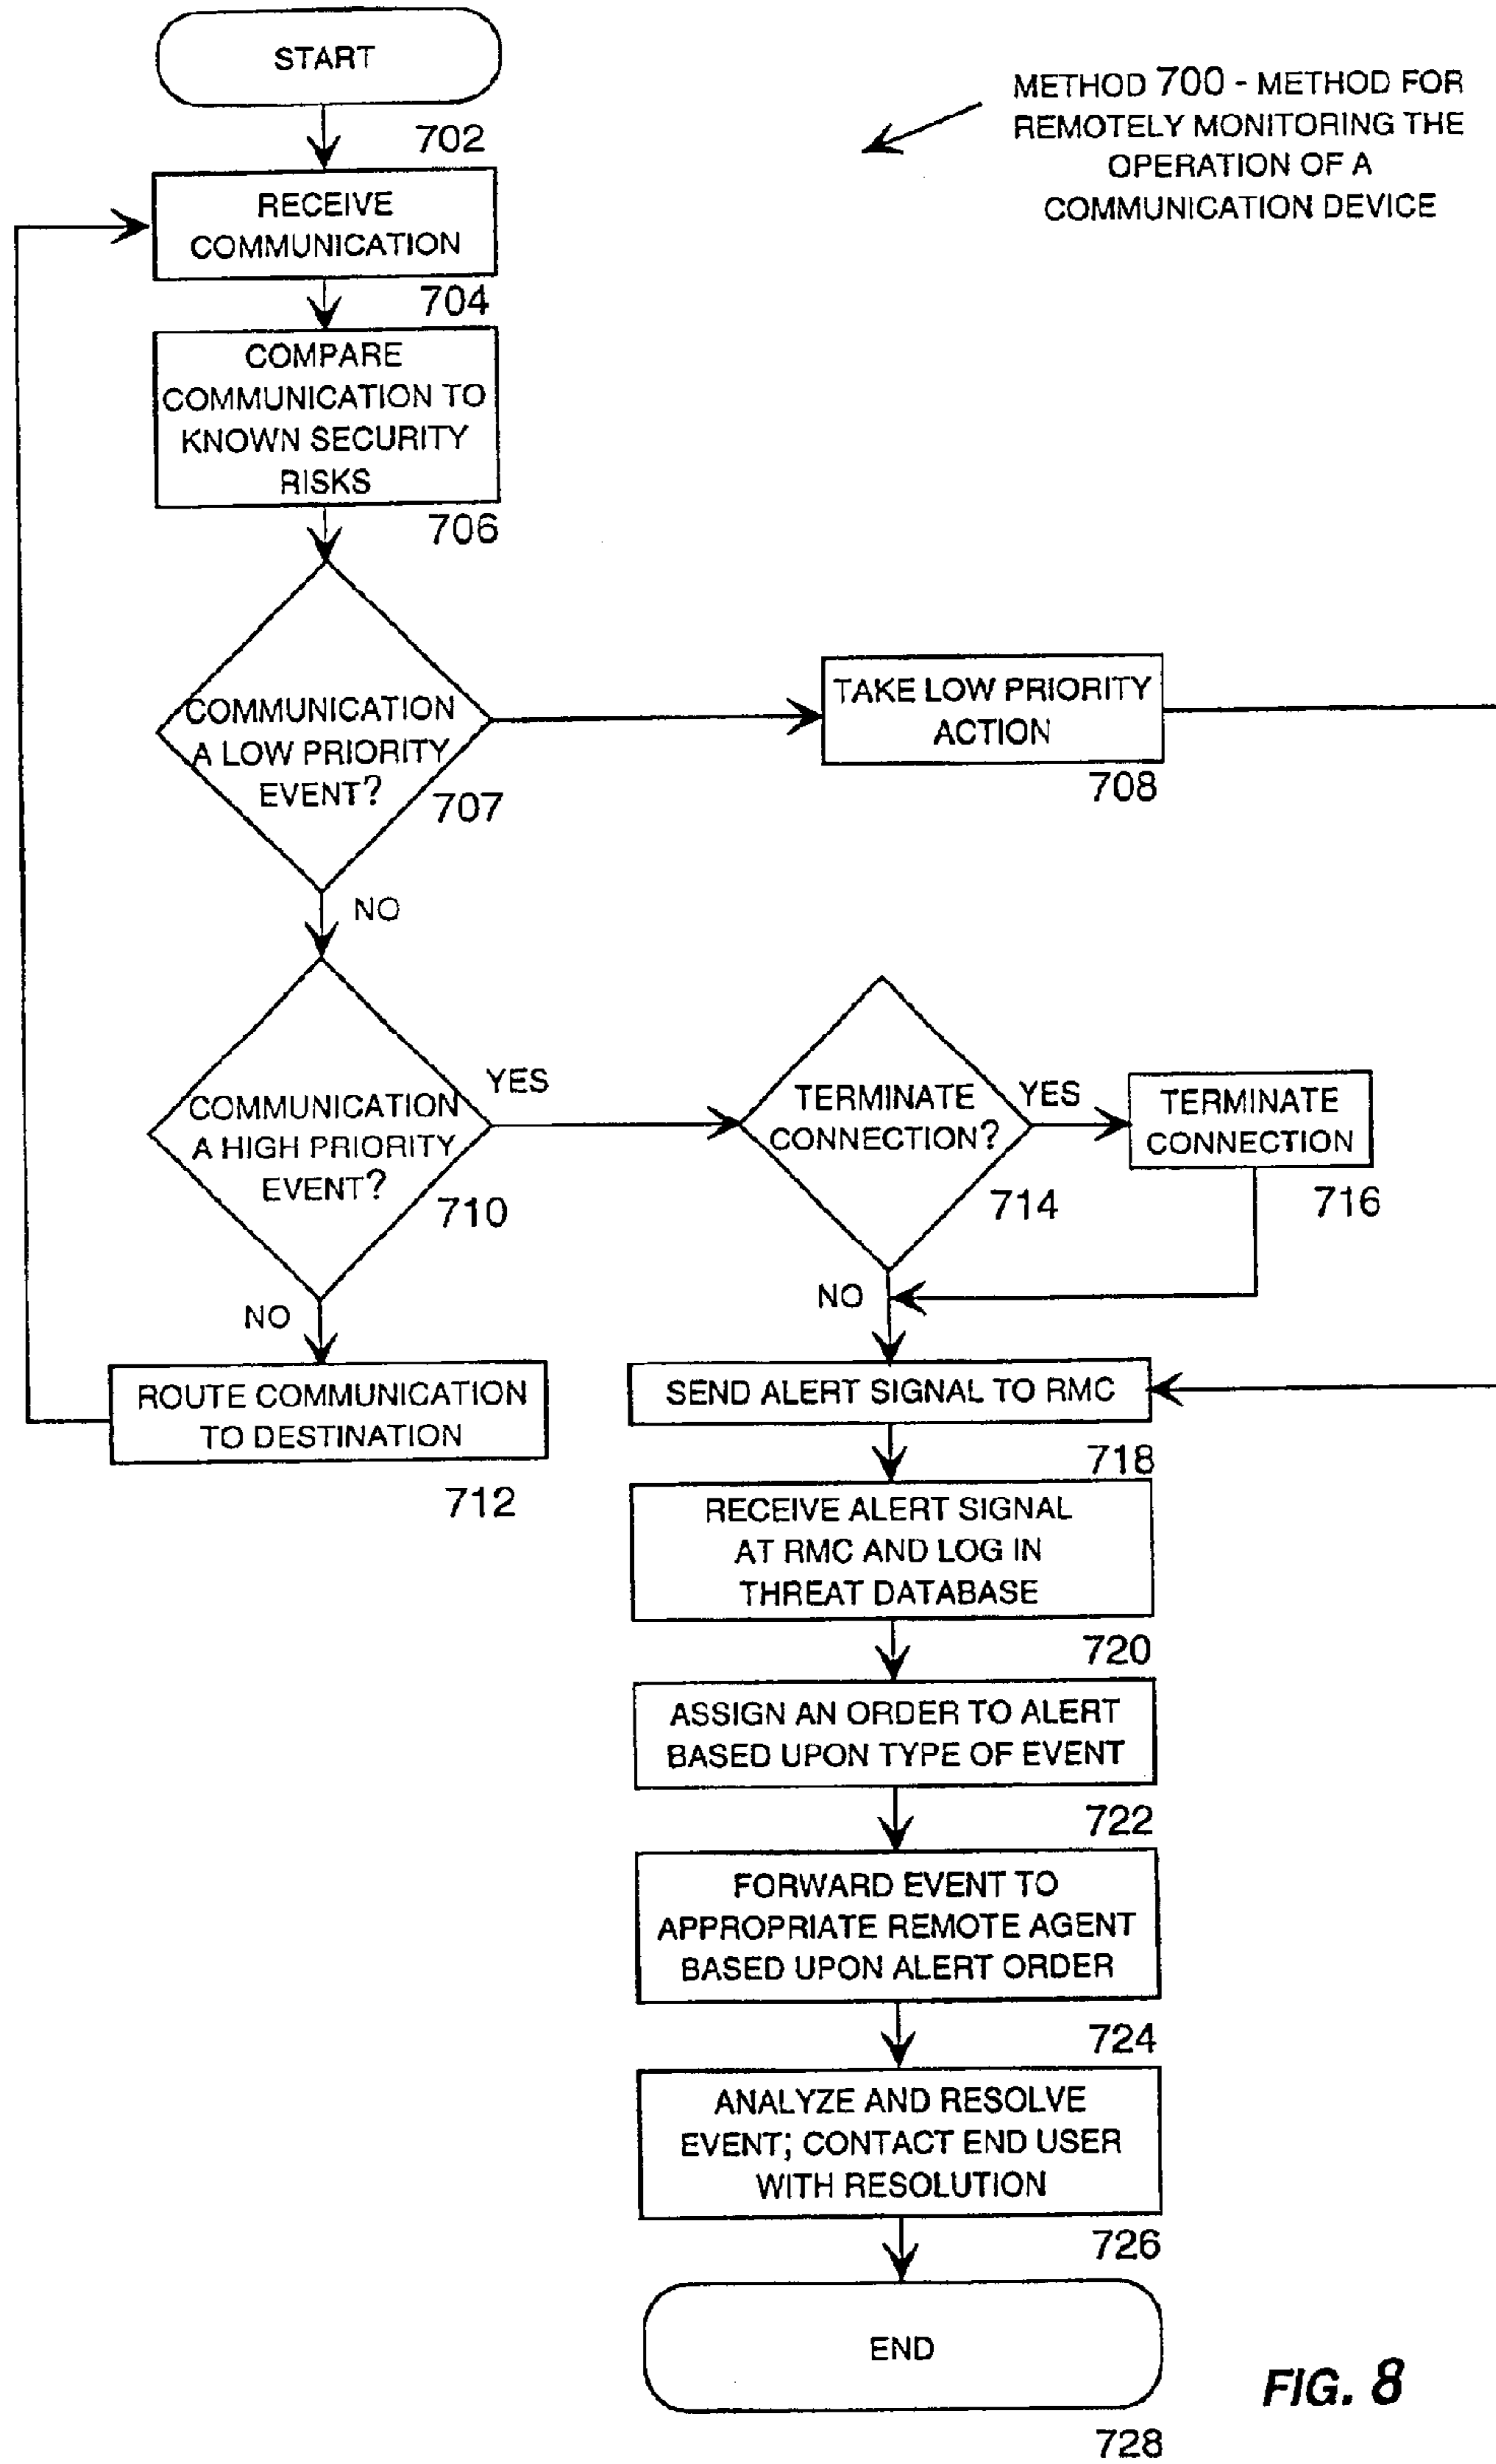 START
METHOD 700 - METHOD FOR
REMOTELY MONITORING THE
OPERATION OF A
COMMUNICATION DEVICE
702
RECEIVE
COMMUNICATION
704
COMPARE
COMMUNICATION TO
KNOWN SECURITY
RISKS
706
COMMUNICATION
A LOW PRIORITY
EVENT?
707
TAKE LOW PRIORITY
ACTION
708
NO
COMMUNICATION
A HIGH PRIORITY
EVENT?
710
YES
TERMINATE
CONNECTION?
714
YES
TERMINATE
CONNECTION
716
NO
NO
ROUTE COMMUNICATION
TO DESTINATION
712
SEND ALERT SIGNAL TO RMC
718
RECEIVE ALERT SIGNAL
AT RMC AND LOG IN
THREAT DATABASE
720
ASSIGN AN ORDER TO ALERT
BASED UPON TYPE OF EVENT
722
FORWARD EVENT TO
APPROPRIATE REMOTE AGENT
BASED UPON ALERT ORDER
724
ANALYZE AND RESOLVE
EVENT; CONTACT END USER
WITH RESOLUTION
726
END
728
FIG. 8